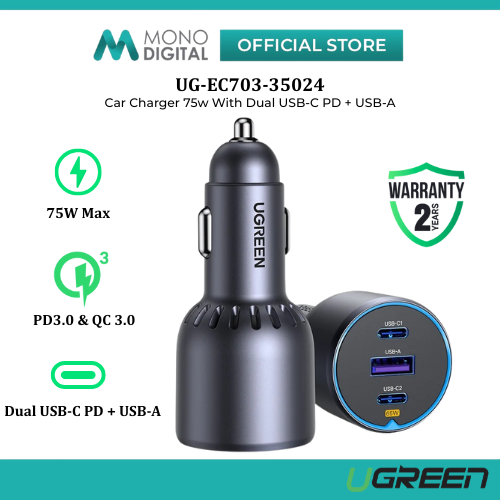 MONO
DIGITAL
OFFICIAL STORE
UG-EC703-35024
Car Charger 75w With Dual USB-C PD + USB-A
75W Max
3
PD3.0 & QC 3.0
Dual USB-C PD + USB-A
UGREEN
WARRANTY
2 YEARS
USB-C1
USB-A
USB-C2
65W
UGREEN